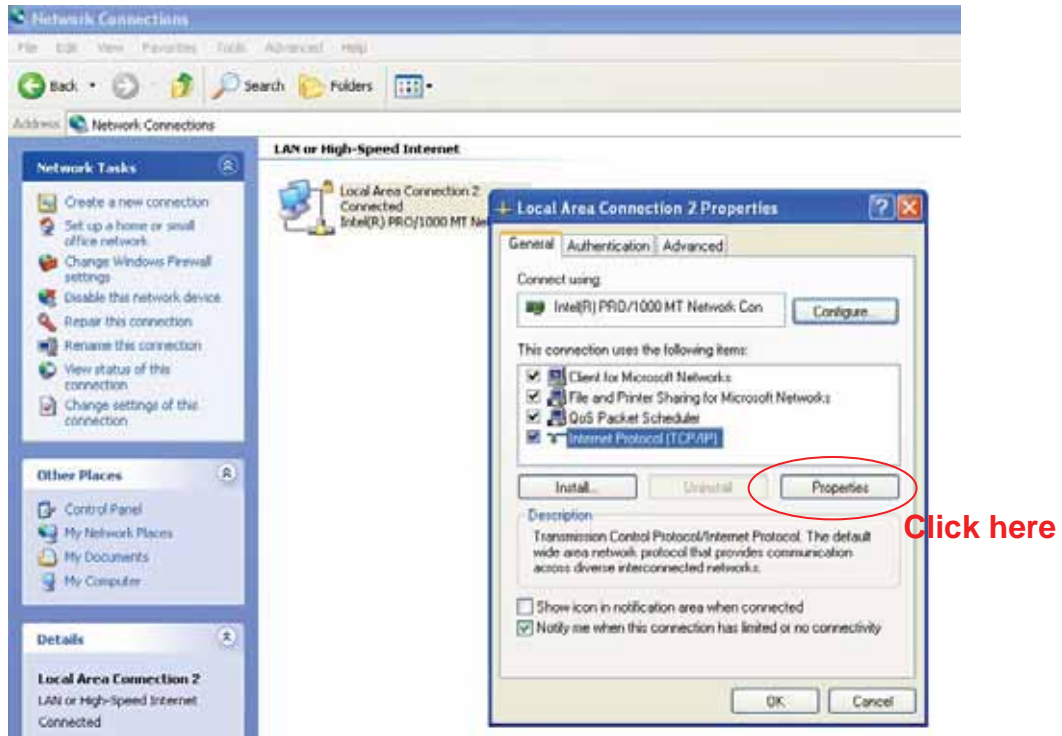 Network Connections
File Edit View Favorites Tools Advanced Help
Back Search Folders
Address Network Connections
Network Tasks
Create a new connection
Set up a home or small
office network
Change Windows Firewall
settings
Disable this network device
Repair this connection
Rename this connection
View status of this
connection
Change settings of this
connection
Other Places
Control Panel
My Network Places
My Documents
My Computer
Details
Local Area Connection 2
LAN or High-Speed Internet
Connected
LAN or High-Speed Internet
Local Area Connection 2
Connected
Intel(R) PRO/1000 MT Net
Local Area Connection 2 Properties
General Authentication Advanced
Connect using:
Intel(R) PRO/1000 MT Network Con
Configure...
This connection uses the following items:
Client for Microsoft Networks
File and Printer Sharing for Microsoft Networks
QoS Packet Scheduler
Internet Protocol (TCP/IP)
Install... Uninstall Properties
Click here
Description
Transmission Control Protocol/Internet Protocol. The default
wide area network protocol that provides communication
across diverse interconnected networks.
Show icon in notification area when connected
Notify me when this connection has limited or no connectivity
OK Cancel